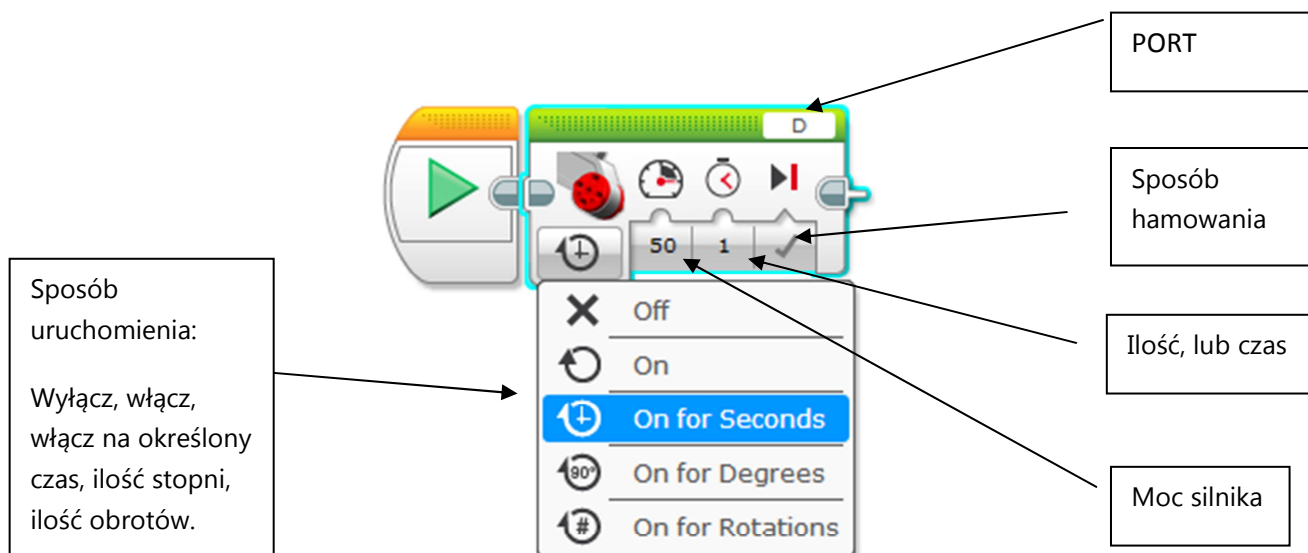 PORT
D
Sposób
hamowania
50 1
Sposób
uruchomienia:
Wyłącz, włącz,
włącz na określony
czas, ilość stopni,
ilość obrotów.
Off
On
On for Seconds
90°
On for Degrees
#
On for Rotations
Ilość, lub czas
Moc silnika